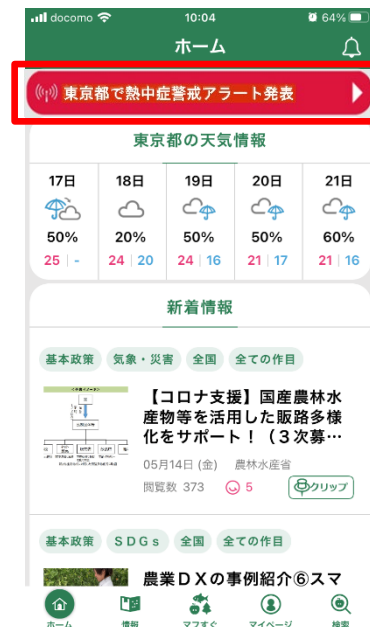 docomo 10:04 64%
ホーム
東京都で熱中症警戒アラート発表
東京都の天気情報
17日 18日 19日 20日 21日
50% 20% 50% 50% 60%
25 | - 24 | 20 24 | 16 21 | 17 21 | 16
新着情報
基本政策 気象・災害 全国 全ての作目
【コロナ支援】国産農林水
産物等を活用した販路多様
化をサポート！（３次募…
05月14日 (金) 農林水産省
閲覧数 373 5 クリップ
基本政策 ＳＤＧｓ 全国 全ての作目
農業ＤＸの事例紹介⑥スマ
ホーム 情報 マフすぐ マイページ 検索